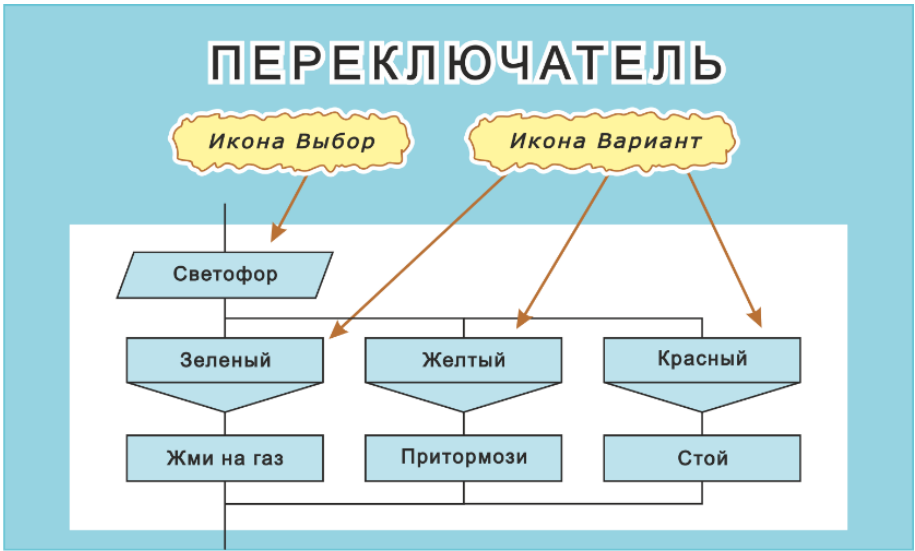 ПЕРЕКЛЮЧАТЕЛЬ
Икона Выбор
Икона Вариант
Светофор
Зеленый
Желтый
Красный
Жми на газ
Притормози
Стой